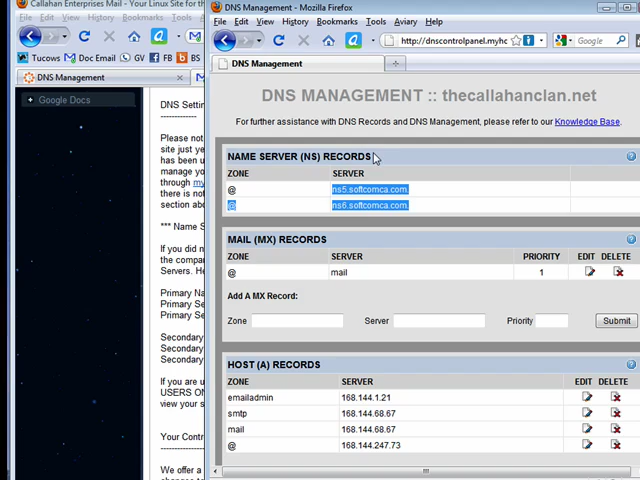 Callahan Enterprises Mail - Your Linux Site for th
Edit View History Bookmarks
Tucows Doc Email GV FB B
DNS Management
Google Docs
DNS Settin
-------------
Please not
site just ye
has been u
manage yo
through my
there is not
section abo
*** Name S
If you did n
the compa
Servers. He
Primary Na
Primary Se
Primary Se
Secondary
Secondary
Secondary
If you are u
USERS ON
view your s
Your Contr
We offer a
DNS Management - Mozilla Firefox
File Edit View History Bookmarks Tools Aviary Help
http://dnscontrolpanel.myhc
Google
DNS Management
DNS MANAGEMENT :: thecallahanclan.net
For further assistance with DNS Records and DNS Management, please refer to our Knowledge Base.
NAME SERVER (NS) RECORDS
ZONE SERVER
@ ns5.softcomca.com.
@ ns6.softcomca.com.
MAIL (MX) RECORDS
ZONE SERVER PRIORITY EDIT DELETE
@ mail 1
Add A MX Record:
Zone Server Priority Submit
HOST (A) RECORDS
ZONE SERVER EDIT DELETE
emailadmin 168.144.1.21
smtp 168.144.68.67
mail 168.144.68.67
@ 168.144.247.73